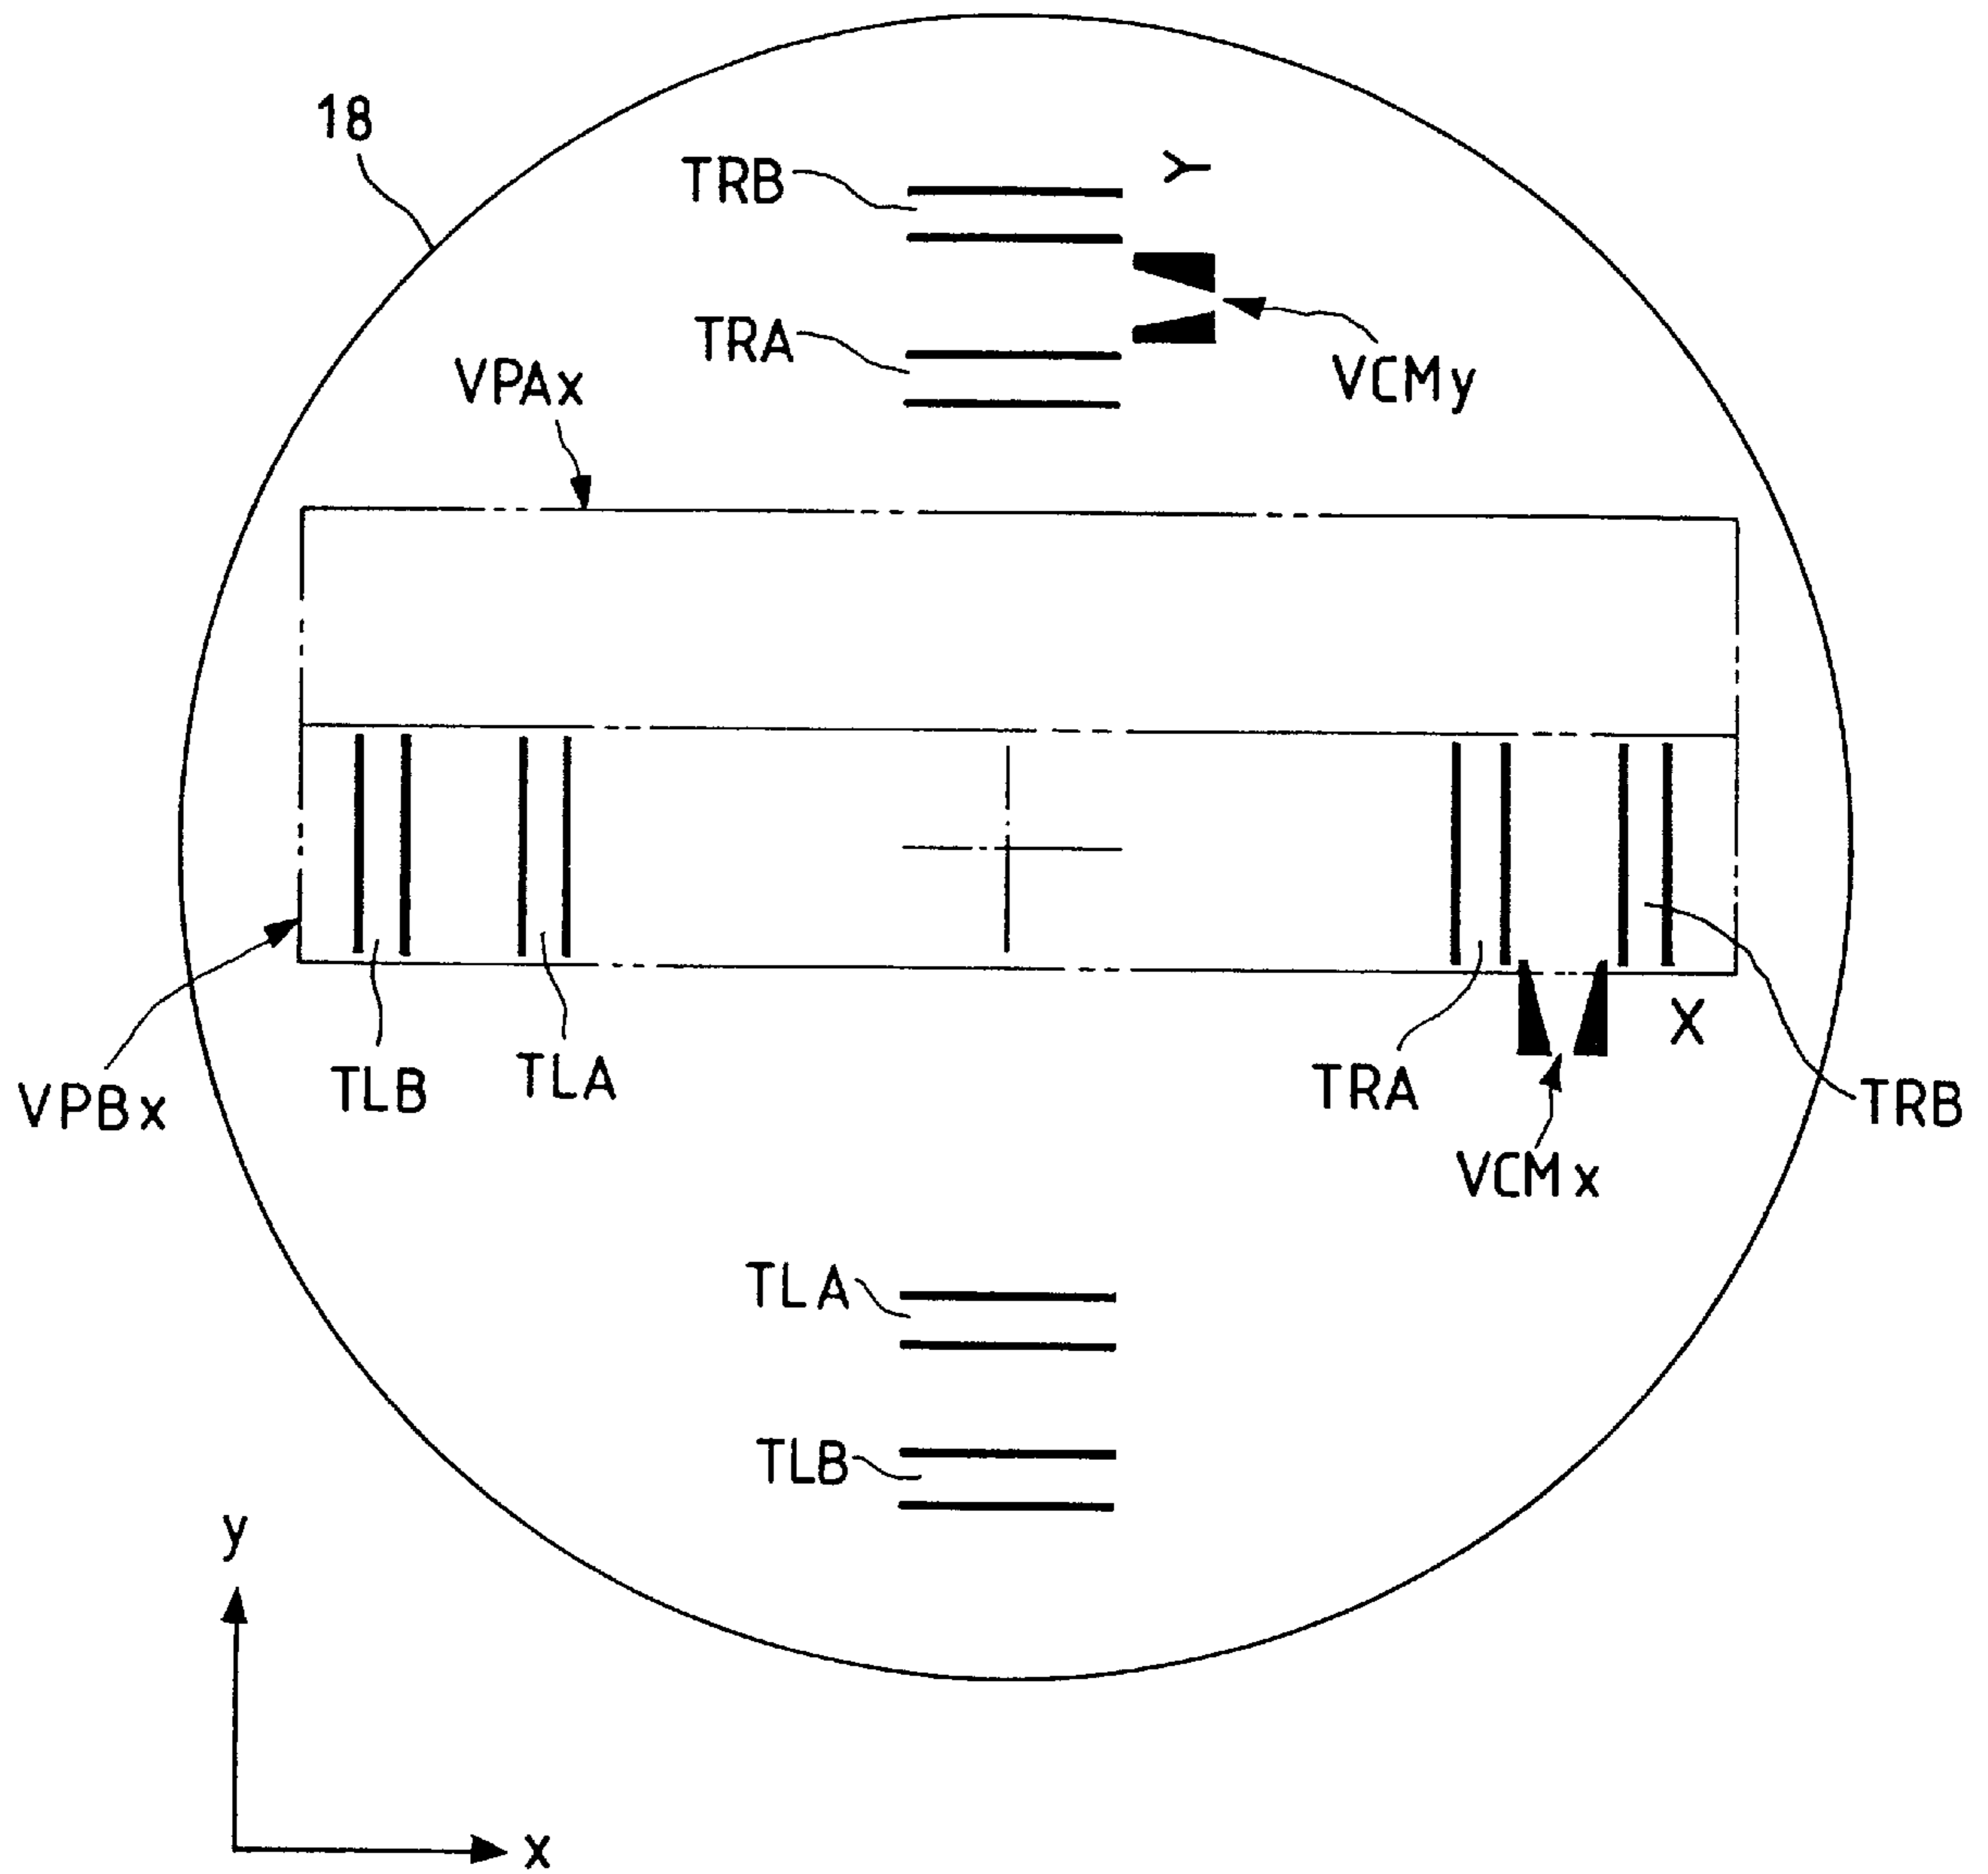 18
TRB
Y
TRA
VCMy
VPAx
VPBx
TLB
TLA
TRA
X
TRB
VCMx
TLA
TLB
y
x